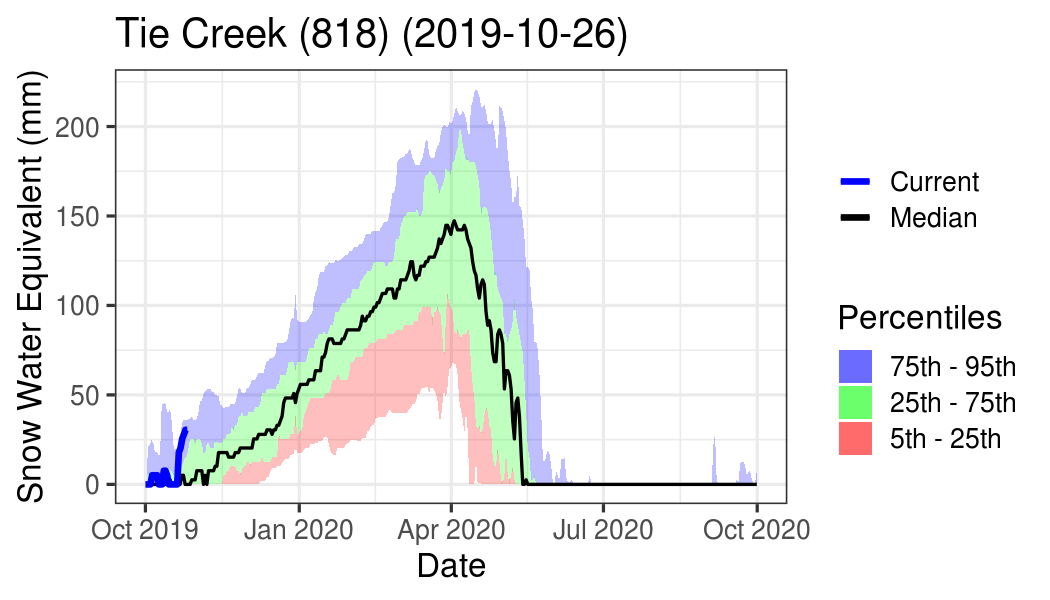 Tie Creek (818) (2019-10-26)
Snow Water Equivalent (mm)
200
150
100
50
0
Oct 2019
Jan 2020
Apr 2020
Jul 2020
Oct 2020
Date
Current
Median
Percentiles
75th - 95th
25th - 75th
5th - 25th